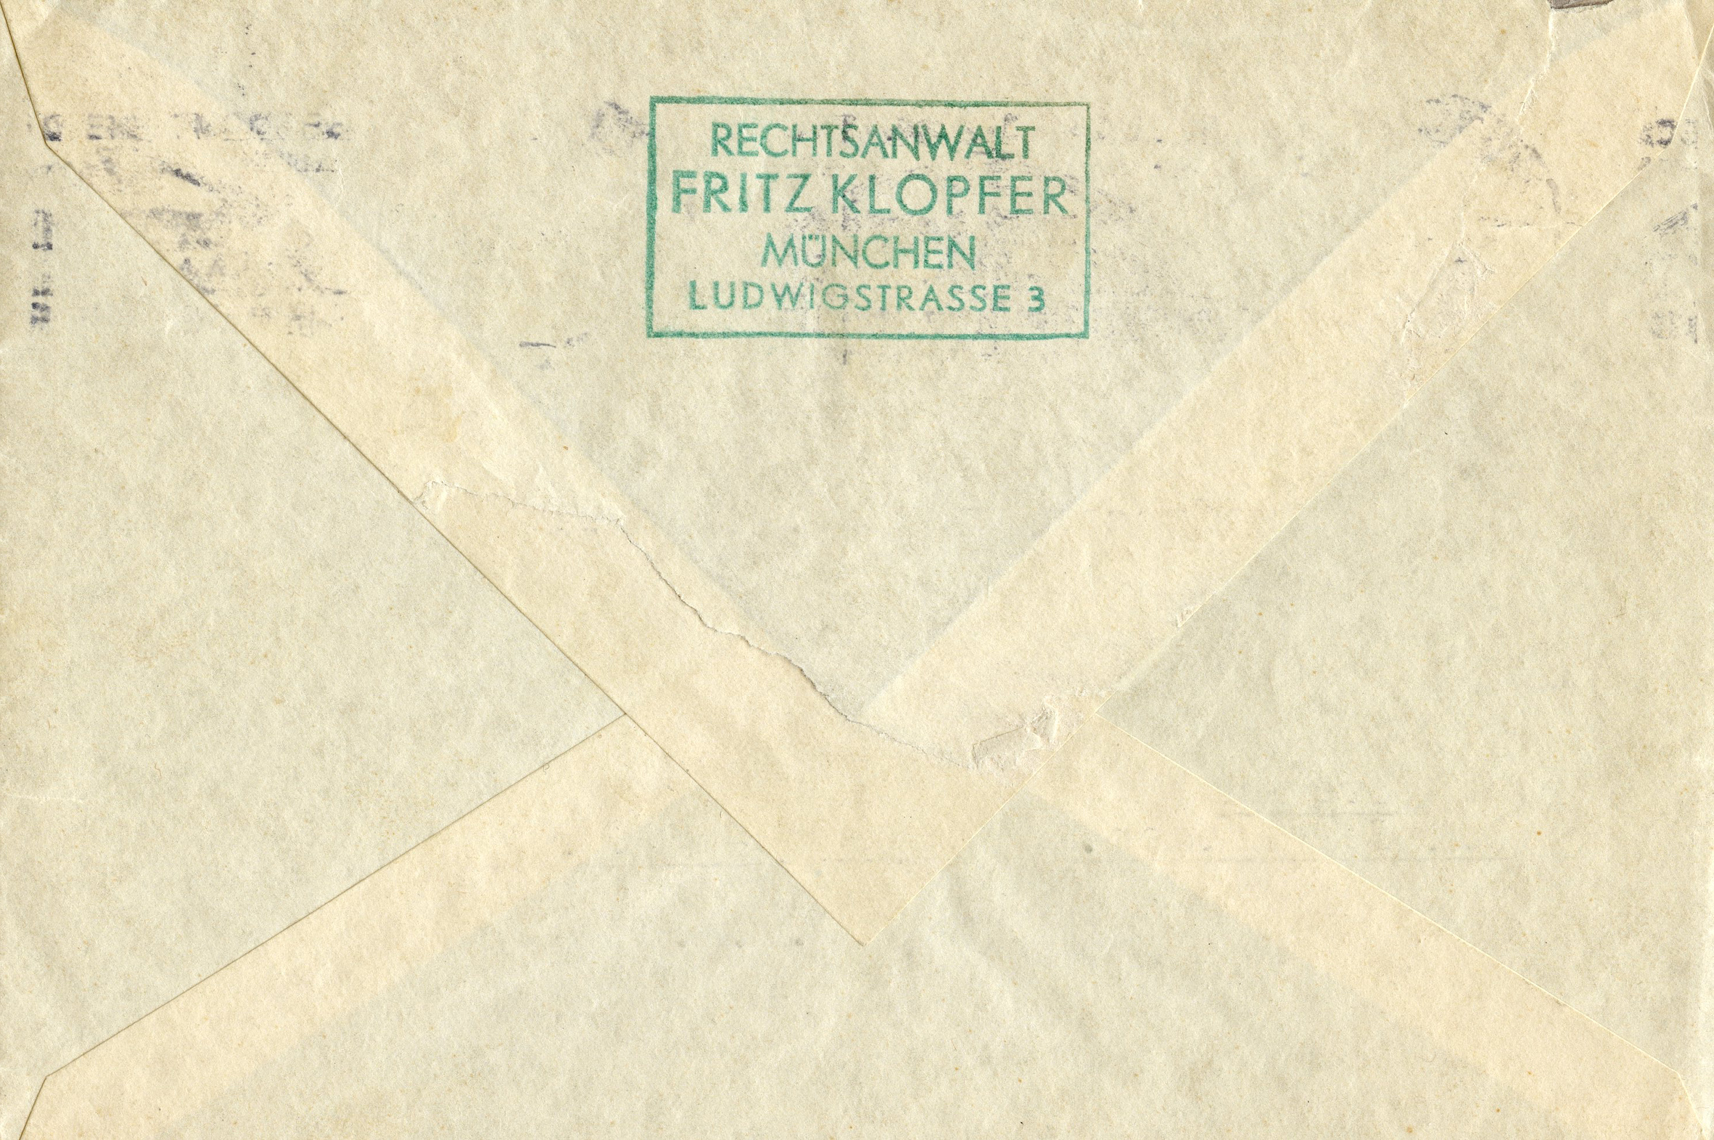 RECHTSANWALT
FRITZ KLOPFER
MÜNCHEN
LUDWIGSTRASSE 3